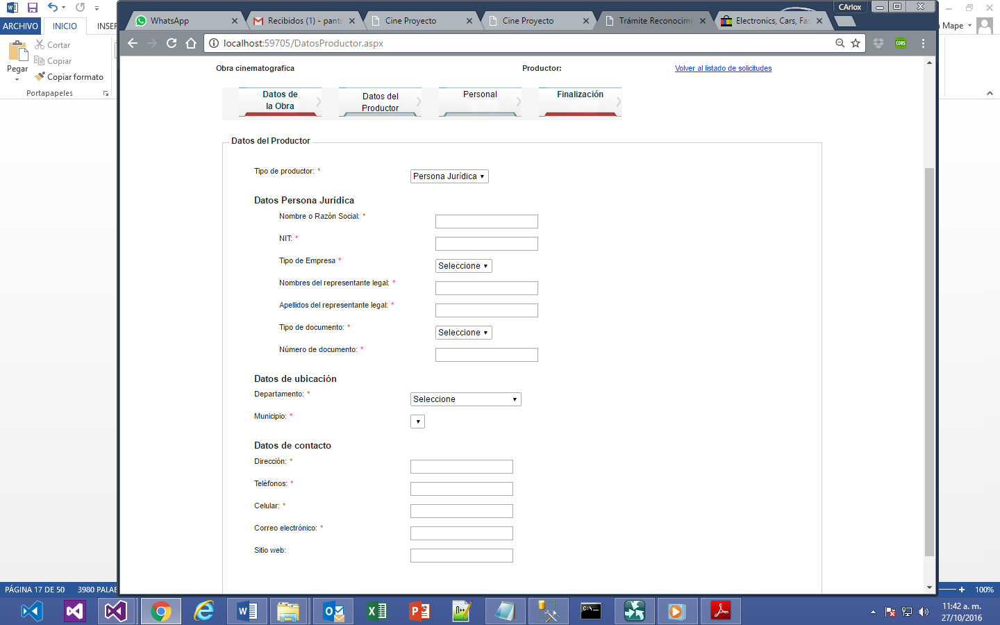 CArlox
WhatsApp
Recibidos (1) - pant
Cine Proyecto
Cine Proyecto
Trámite Reconocimi
Electronics, Cars, Fas
ARCHIVO
INICIO
INSER
Mape
localhost:59705/DatosProductor.aspx
CORS
Pegar
Cortar
Copiar
Copiar formato
Portapapeles
Obra cinematografica
Productor:
Volver al listado de solicitudes
Datos de
la Obra
Datos del
Productor
Personal
Finalización
Datos del Productor
Tipo de productor: *
Persona Jurídica
Datos Persona Jurídica
Nombre o Razón Social: *
NIT: *
Tipo de Empresa *
Seleccione
Nombres del representante legal: *
Apellidos del representante legal: *
Tipo de documento: *
Seleccione
Número de documento: *
Datos de ubicación
Departamento: *
Seleccione
Municipio: *
Datos de contacto
Dirección: *
Teléfonos: *
Celular: *
Correo electrónico: *
Sitio web:
PÁGINA 17 DE 50
3980 PALAB
100%
11:42 a. m.
27/10/2016